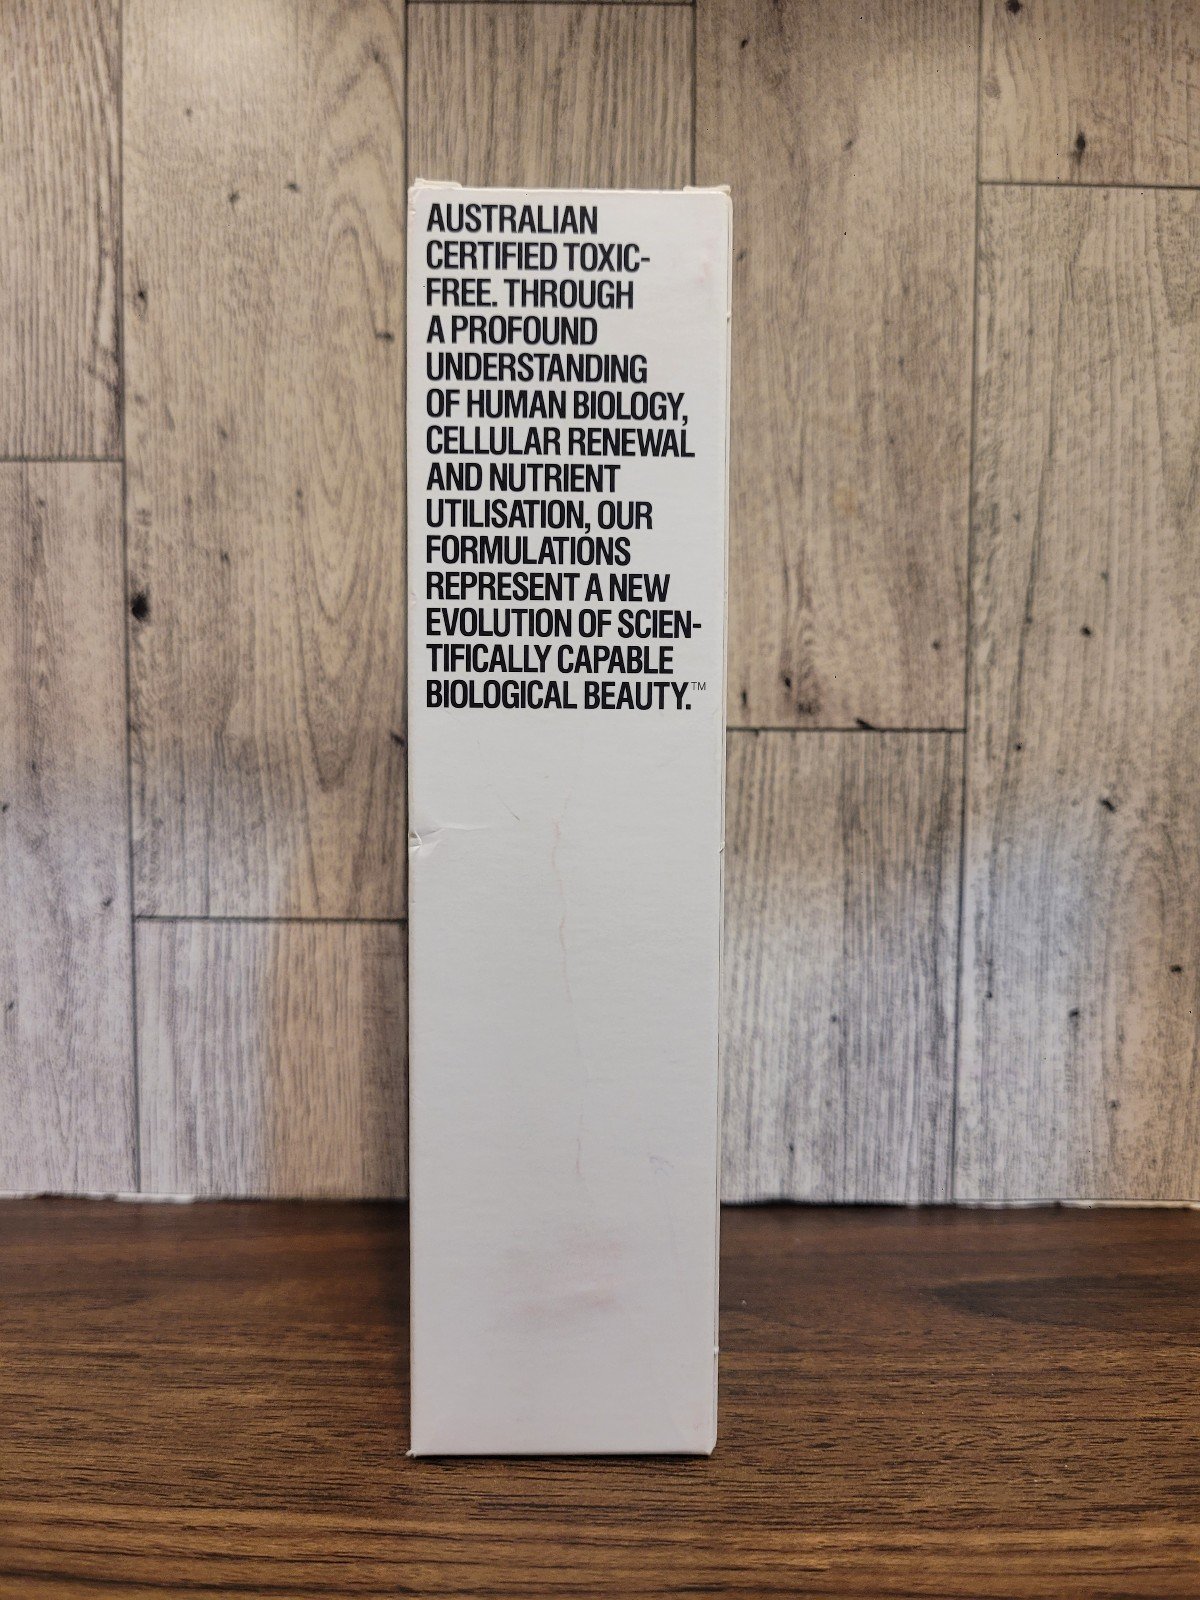 AUSTRALIAN
CERTIFIED TOXIC-
FREE. THROUGH
A PROFOUND
UNDERSTANDING
OF HUMAN BIOLOGY,
CELLULAR RENEWAL
AND NUTRIENT
UTILISATION, OUR
FORMULATIONS
REPRESENT A NEW
EVOLUTION OF SCIEN-
TIFICALLY CAPABLE
BIOLOGICAL BEAUTY.™